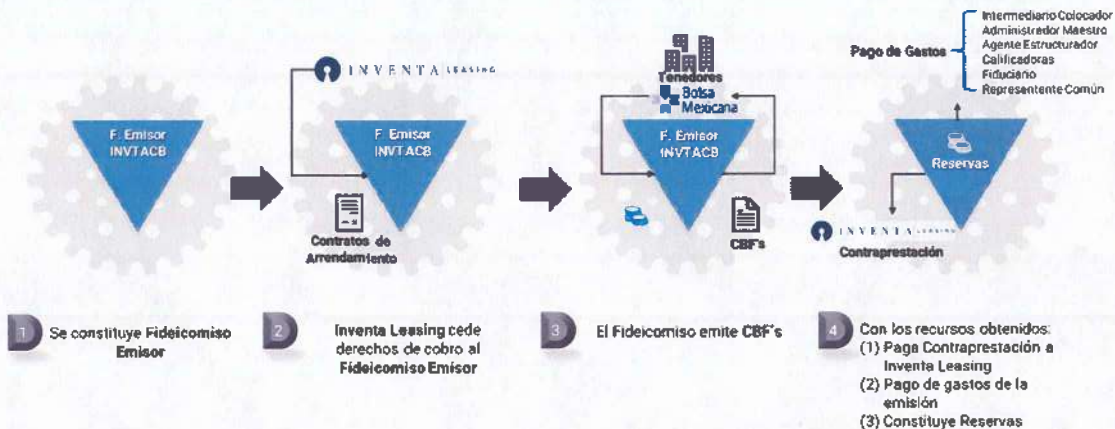 F. Emisor
INVTACB
INVENTA LEASING
F. Emisor
INVTACB
Contratos de
Arrendamiento
Tenedores
Bolsa
Mexicana
F. Emisor
INVTACB
CBF's
Pago de Gastos
Intermediario Colocador
Administrador Maestro
Agente Estructurador
Calificadoras
Fiduciario
Representente Común
Reservas
INVENTA LEASING
Contraprestación
1 Se constituye Fideicomiso
Emisor
2 Inventa Leasing cede
derechos de cobro al
Fideicomiso Emisor
3 El Fideicomiso emite CBF's
4 Con los recursos obtenidos:
(1) Paga Contraprestación a
Inventa Leasing
(2) Pago de gastos de la
emisión
(3) Constituye Reservas